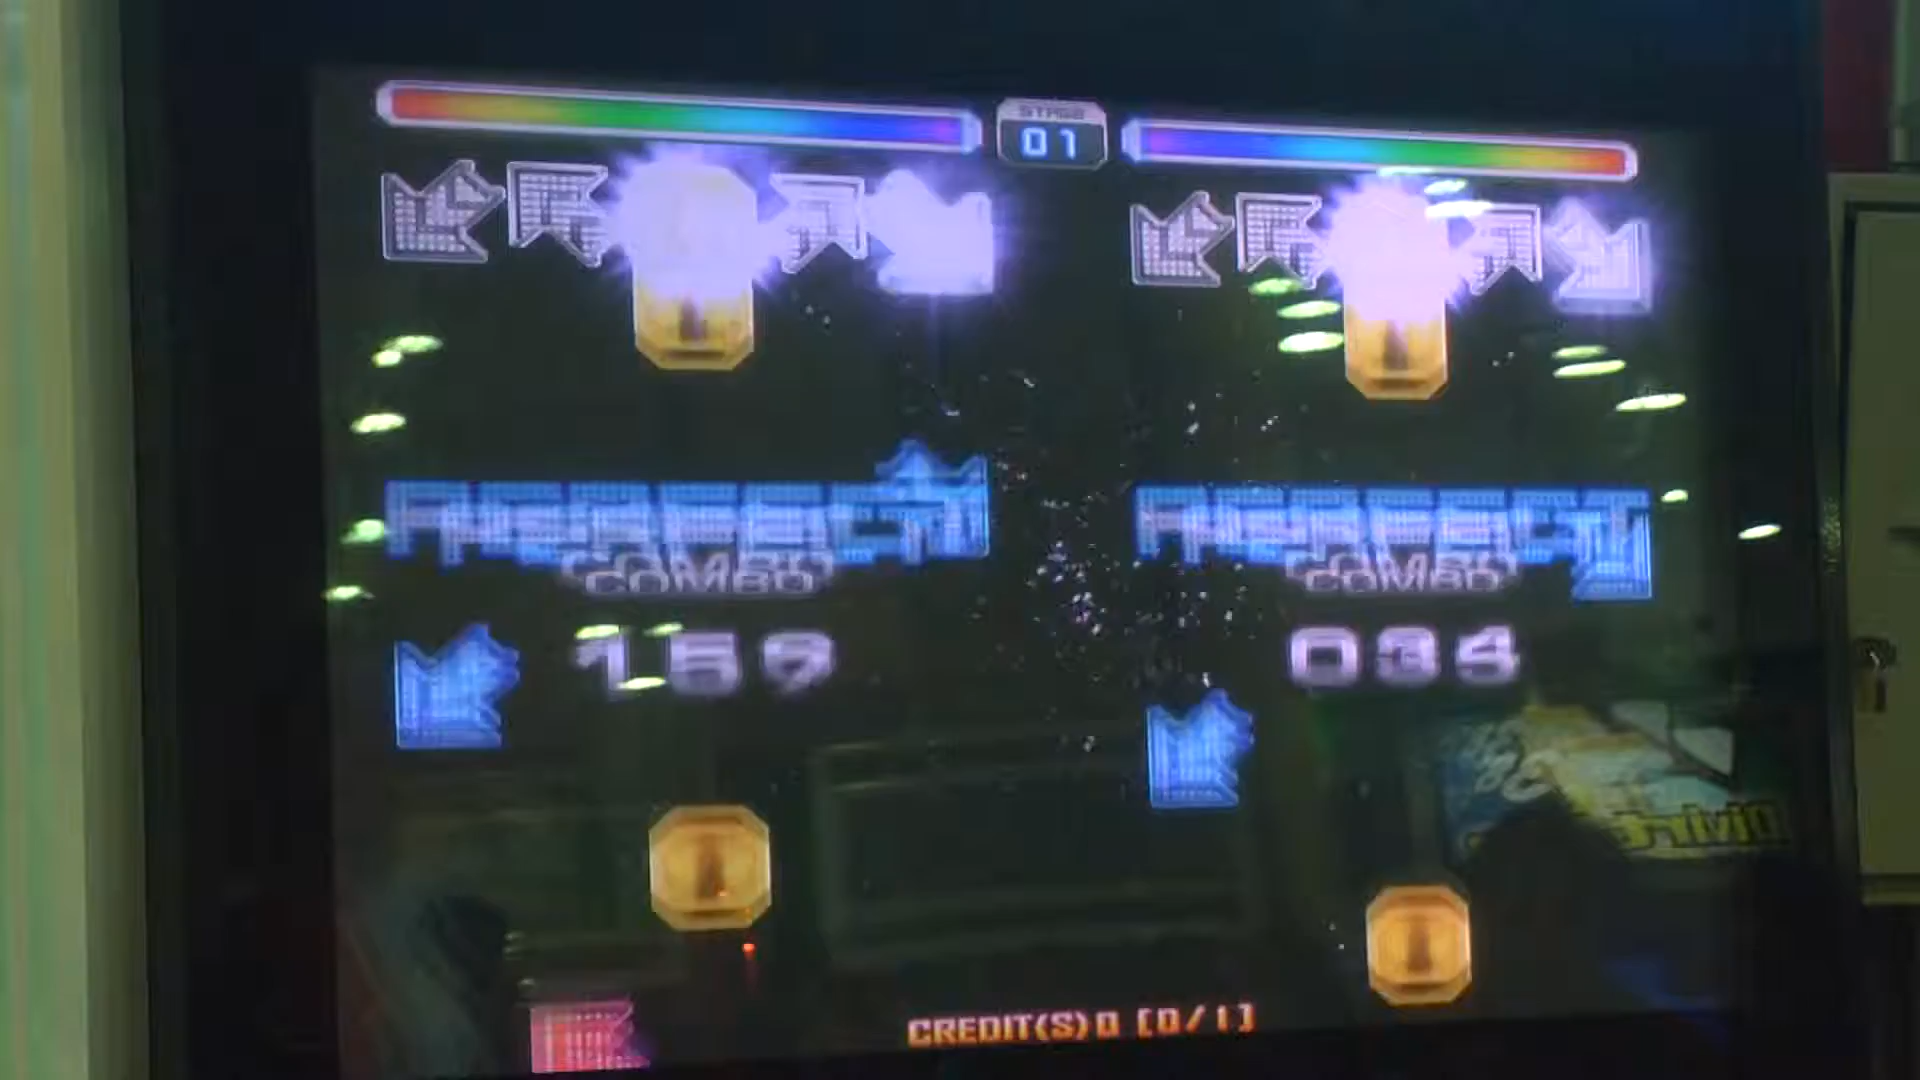 STAGE
01
PERFECT
PERFECT
COMBO
COMBO
159
034
CREDIT(S) 0 [0/1]